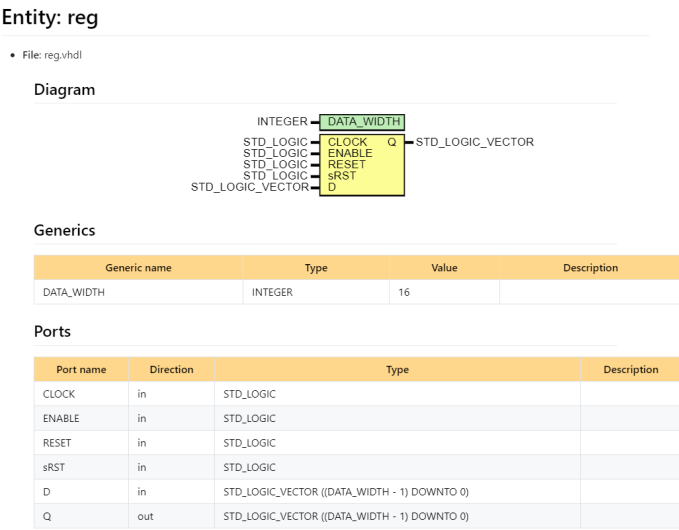 Entity: reg
• File: reg.vhdl
Diagram
INTEGER DATA_WIDTH
STD_LOGIC CLOCK Q STD_LOGIC_VECTOR
STD_LOGIC ENABLE
STD_LOGIC RESET
STD_LOGIC sRST
STD_LOGIC_VECTOR D
Generics
Generic name Type Value Description
DATA_WIDTH INTEGER 16
Ports
Port name Direction Type Description
CLOCK in STD_LOGIC
ENABLE in STD_LOGIC
RESET in STD_LOGIC
sRST in STD_LOGIC
D in STD_LOGIC_VECTOR ((DATA_WIDTH - 1) DOWNTO 0)
Q out STD_LOGIC_VECTOR ((DATA_WIDTH - 1) DOWNTO 0)